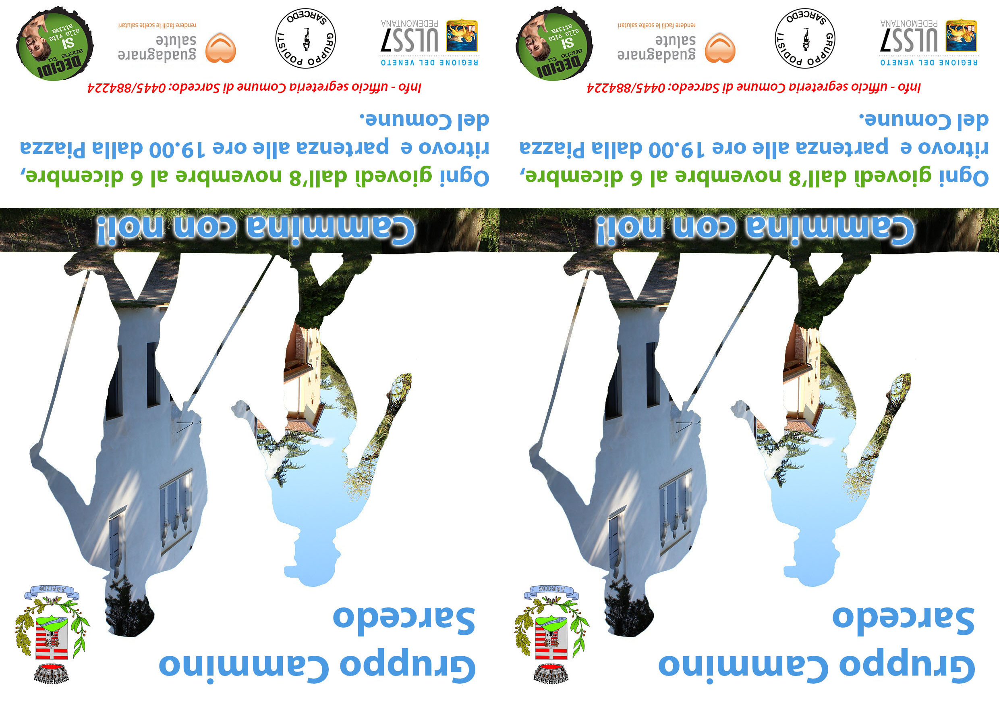 Gruppo Cammino
Sarcedo
SARCEDO
Cammina con noi!
Ogni giovedì dall’8 novembre al 6 dicembre,
ritrovo e partenza alle ore 19.00 dalla Piazza
del Comune.
Info - ufficio segreteria Comune di Sarcedo: 0445/884224
REGIONE DEL VENETO
ULSS7
PEDEMONTANA
GRUPPO PODISTI
SARCEDO
guadagnare
salute
rendere facili le scelte salutari
DECIDI
anche tu
SI
alla vita
attiva
Gruppo Cammino
Sarcedo
SARCEDO
Cammina con noi!
Ogni giovedì dall’8 novembre al 6 dicembre,
ritrovo e partenza alle ore 19.00 dalla Piazza
del Comune.
Info - ufficio segreteria Comune di Sarcedo: 0445/884224
REGIONE DEL VENETO
ULSS7
PEDEMONTANA
GRUPPO PODISTI
SARCEDO
guadagnare
salute
rendere facili le scelte salutari
DECIDI
anche tu
SI
alla vita
attiva